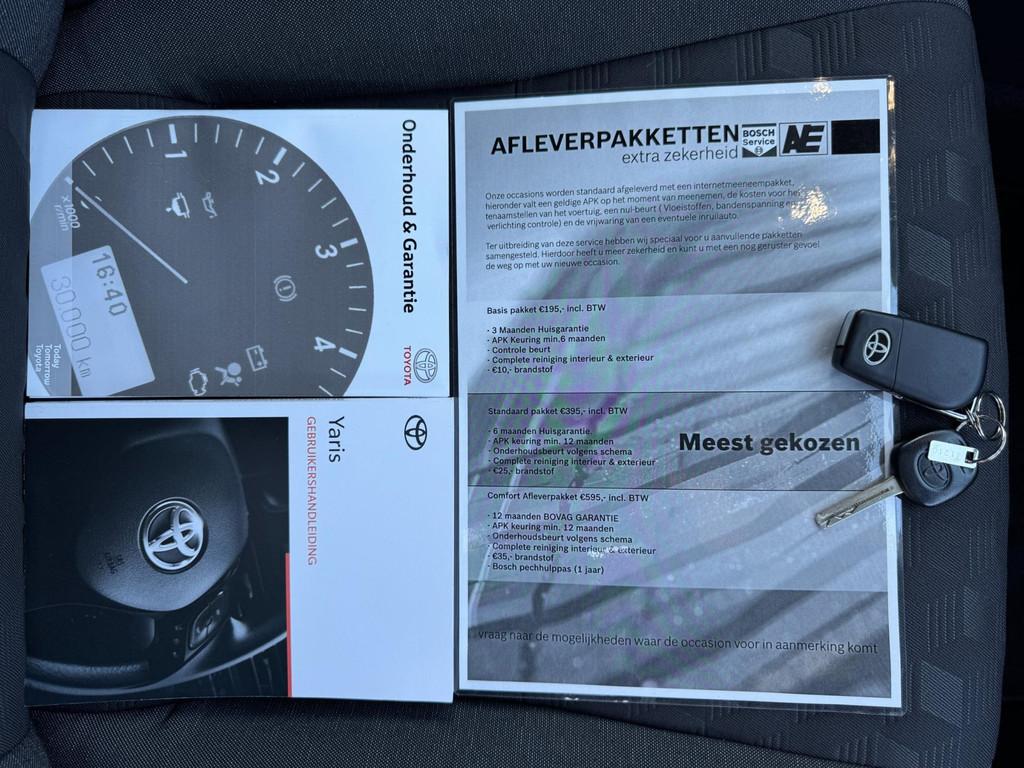 Onderhoud & Garantie
TOYOTA
1
2
3
4
x1000
r/min
16:40
30000 km
Today
Tomorrow
Toyota
Yaris
GEBRUIKERSHANDLEIDING
SRS
AIRBAG
AFLEVERPAKKETTEN
extra zekerheid
BOSCH
Service
AE
Onze occasions worden standaard afgeleverd met een internetmeeneempakket,
hieronder valt een geldige APK op het moment van meenemen, de kosten voor het
tenaamstellen van het voertuig, een nul-beurt ( Vloeistoffen, bandenspanning en
verlichting controle) en de vrijwaring van een eventuele inruilauto.
Ter uitbreiding van deze service hebben wij speciaal voor u aanvullende pakketten
samengesteld. Hierdoor heeft u meer zekerheid en kunt u met een nog geruster gevoel
de weg op met uw nieuwe occasion.
Basis pakket €195,- incl. BTW
- 3 Maanden Huisgarantie
- APK Keuring min.6 maanden
- Controle beurt
- Complete reiniging interieur & exterieur
- €10,- brandstof
Standaard pakket €395,- incl. BTW
- 6 maanden Huisgarantie.
- APK keuring min. 12 maanden
- Onderhoudsbeurt volgens schema
- Complete reiniging interieur & exterieur
- €25,- brandstof
Meest gekozen
Comfort Afleverpakket €595,- incl. BTW
- 12 maanden BOVAG GARANTIE
- APK keuring min. 12 maanden
- Onderhoudsbeurt volgens schema
- Complete reiniging interieur & exterieur
- €35,- brandstof
- Bosch pechhulppas (1 jaar)
vraag naar de mogelijkheden waar de occasion voor in aanmerking komt